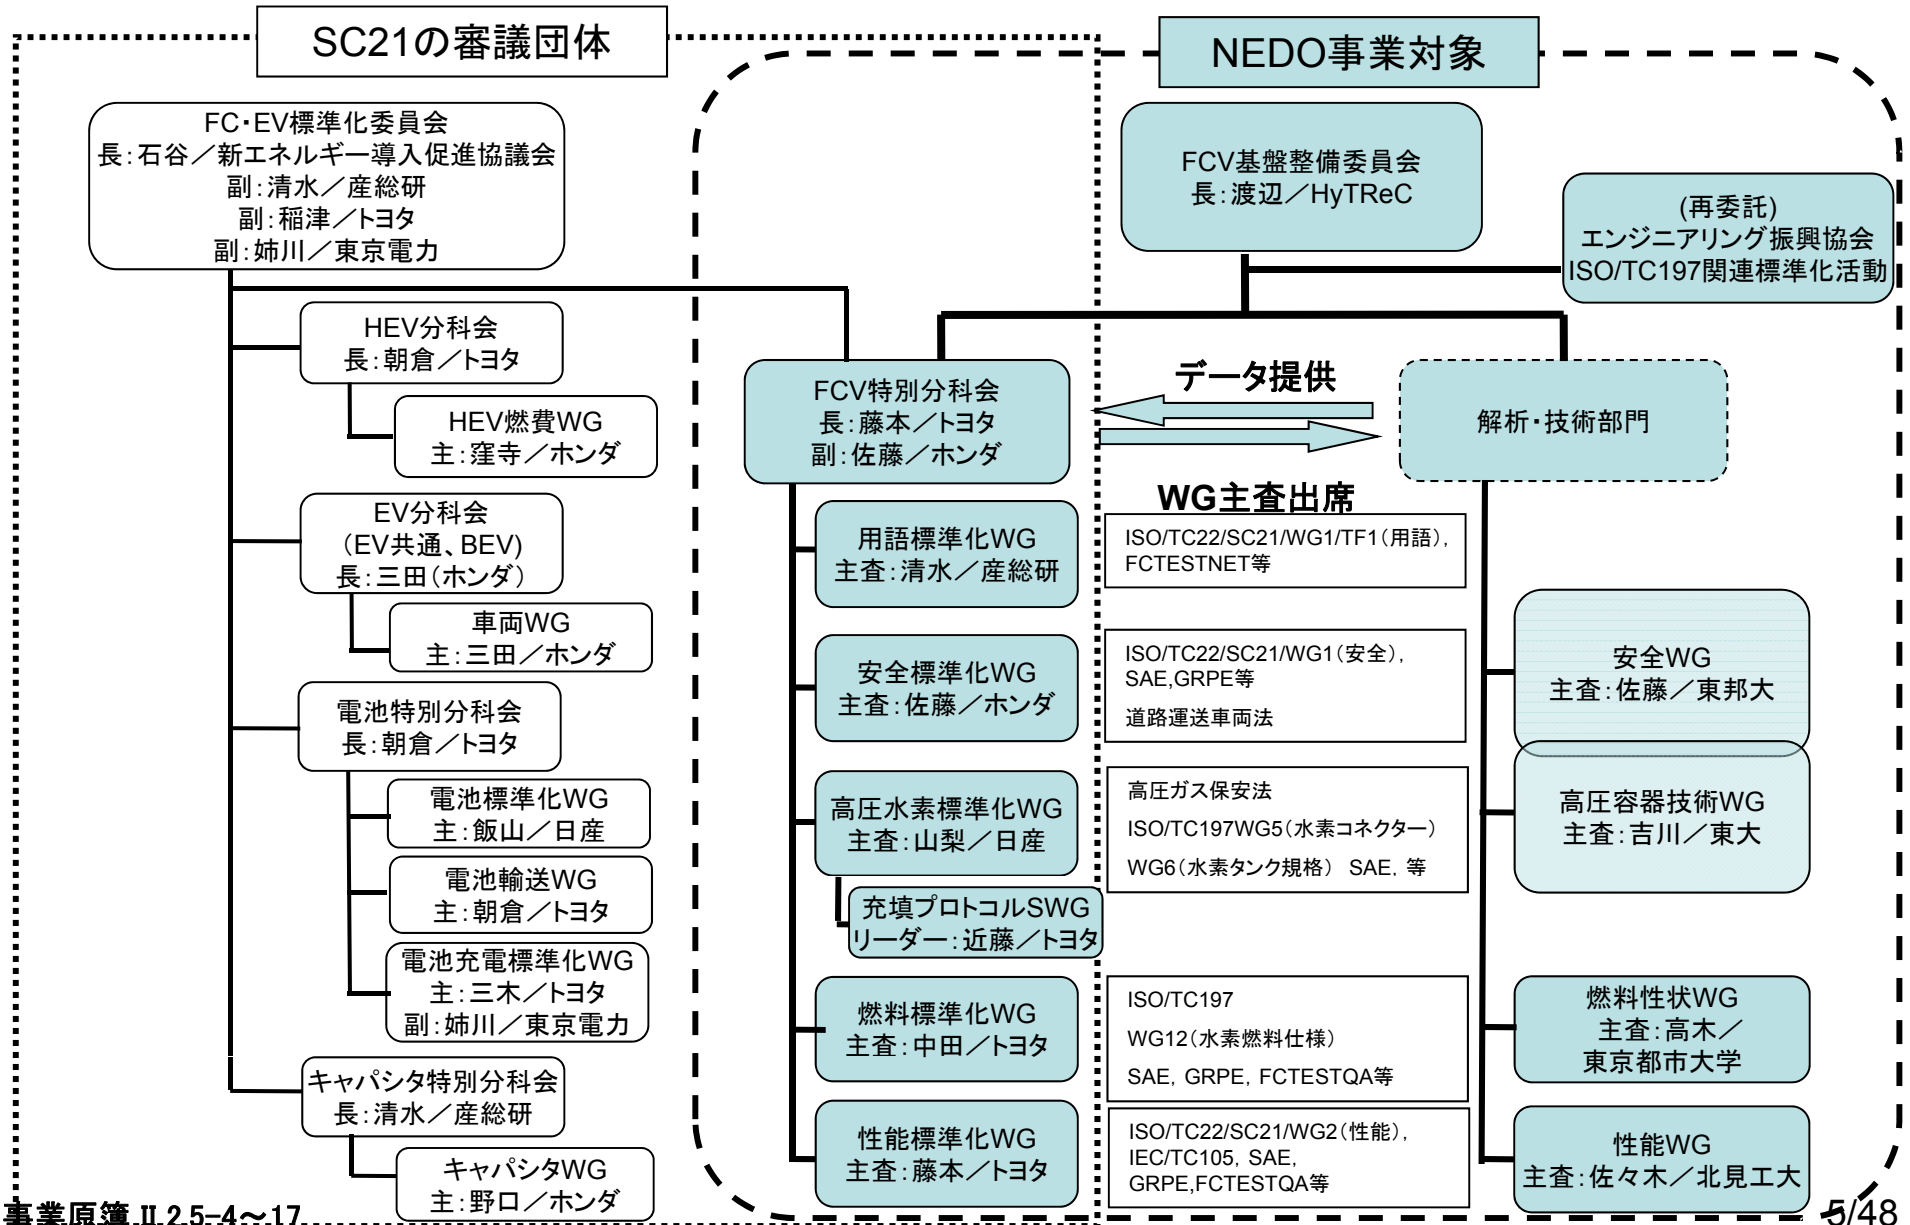 SC21の審議団体
NEDO事業対象
FC・EV標準化委員会
長：石谷／新エネルギー導入促進協議会
副：清水／産総研
副：稲津／トヨタ
副：姉川／東京電力
HEV分科会
長：朝倉／トヨタ
HEV燃費WG
主：窪寺／ホンダ
EV分科会
（EV共通、BEV)
長：三田（ホンダ）
車両WG
主：三田／ホンダ
電池特別分科会
長：朝倉／トヨタ
電池標準化WG
主：飯山／日産
電池輸送WG
主：朝倉／トヨタ
電池充電標準化WG
主：三木／トヨタ
副：姉川／東京電力
キャパシタ特別分科会
長：清水／産総研
キャパシタWG
主：野口／ホンダ
FCV基盤整備委員会
長：渡辺／HyTReC
(再委託)
エンジニアリング振興協会
ISO/TC197関連標準化活動
FCV特別分科会
長：藤本／トヨタ
副：佐藤／ホンダ
データ提供
WG主査出席
解析・技術部門
用語標準化WG
主査：清水／産総研
ISO/TC22/SC21/WG1/TF1（用語），
FCTESTNET等
安全標準化WG
主査：佐藤／ホンダ
ISO/TC22/SC21/WG1（安全），
SAE,GRPE等
道路運送車両法
安全WG
主査：佐藤／東邦大
高圧水素標準化WG
主査：山梨／日産
高圧ガス保安法
ISO/TC197WG5（水素コネクター）
WG6（水素タンク規格） SAE，等
高圧容器技術WG
主査：吉川／東大
充填プロトコルSWG
リーダー：近藤／トヨタ
燃料標準化WG
主査：中田／トヨタ
ISO/TC197
WG12（水素燃料仕様）
SAE，GRPE，FCTESTQA等
燃料性状WG
主査：高木／
東京都市大学
性能標準化WG
主査：藤本／トヨタ
ISO/TC22/SC21/WG2（性能），
IEC/TC105，SAE，
GRPE,FCTESTQA等
性能WG
主査：佐々木／北見工大
事業原簿 Ⅱ.2.5-4～17
5/48